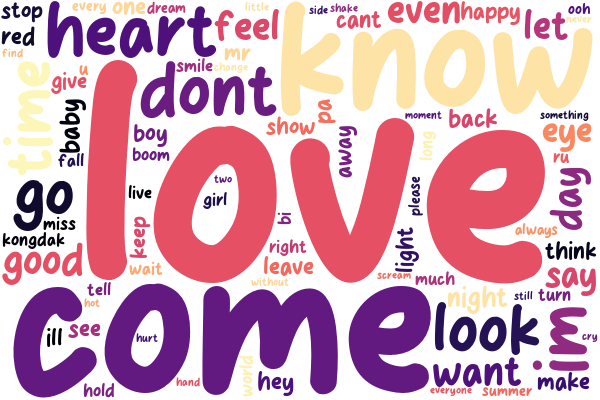 stop
every one
dream
little
side
shake
even
happy
ooh
never
red
heart
feel
cant
let
know
find
mr
change
smile
time
give
u
dont
baby
fall
boy
boom
show
pa
away
moment
back
something
eye
long
ru
love
go
miss
kongdak
live
two
girl
bi
please
day
always
think
keep
wait
right
leave
without
light
scream
much
good
say
tell
hot
come
night
still
turn
ill
see
hurt
look
im
cry
world
want
hold
hand
hey
everyone
summer
make